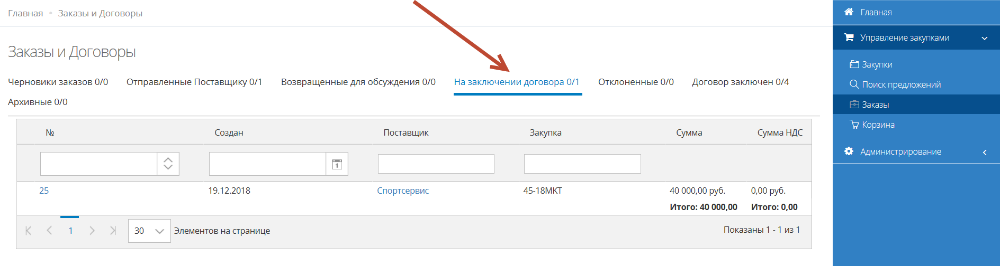 Главная • Заказы и Договоры
Заказы и Договоры
Черновики заказов 0/0 Отправленные Поставщику 0/1 Возвращенные для обсуждения 0/0 На заключении договора 0/1 Отклоненные 0/0 Договор заключен 0/4
Архивные 0/0
№ Создан Поставщик Закупка Сумма Сумма НДС
1
25 19.12.2018 Спортсервис 45-18МКТ 40 000,00 руб. 0,00 руб.
Итого: 40 000,00 Итого: 0,00
1 30 Элементов на странице Показаны 1 - 1 из 1
Главная
Управление закупками
Закупки
Поиск предложений
Заказы
Корзина
Администрирование